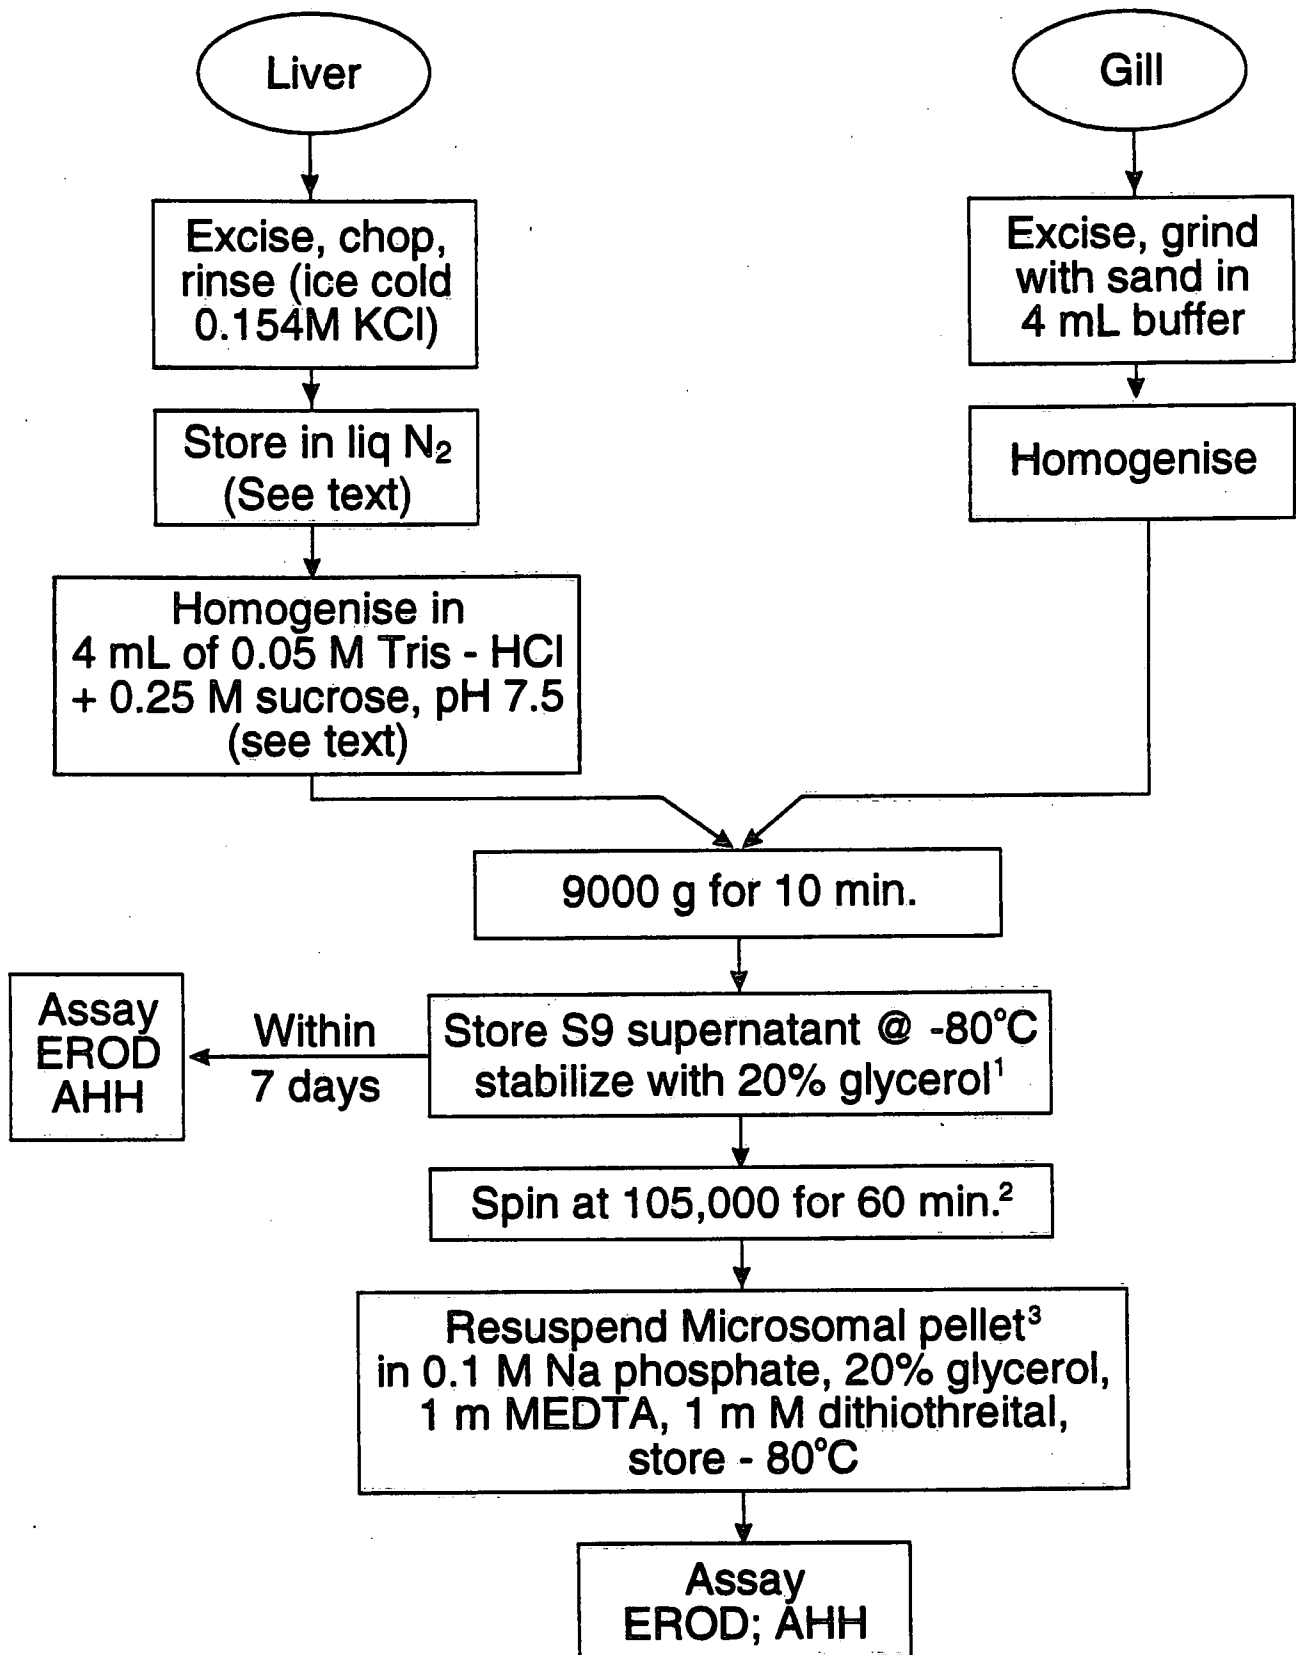 Liver
Excise, chop,
rinse (ice cold
0.154M KCl)
Store in liq N₂
(See text)
Homogenise in
4 mL of 0.05 M Tris - HCl
+ 0.25 M sucrose, pH 7.5
(see text)
Gill
Excise, grind
with sand in
4 mL buffer
Homogenise
9000 g for 10 min.
Store S9 supernatant @ -80°C
stabilize with 20% glycerol¹
Within
7 days
Assay
EROD
AHH
Spin at 105,000 for 60 min.²
Resuspend Microsomal pellet³
in 0.1 M Na phosphate, 20% glycerol,
1 m MEDTA, 1 m M dithiothreital,
store - 80°C
Assay
EROD; AHH